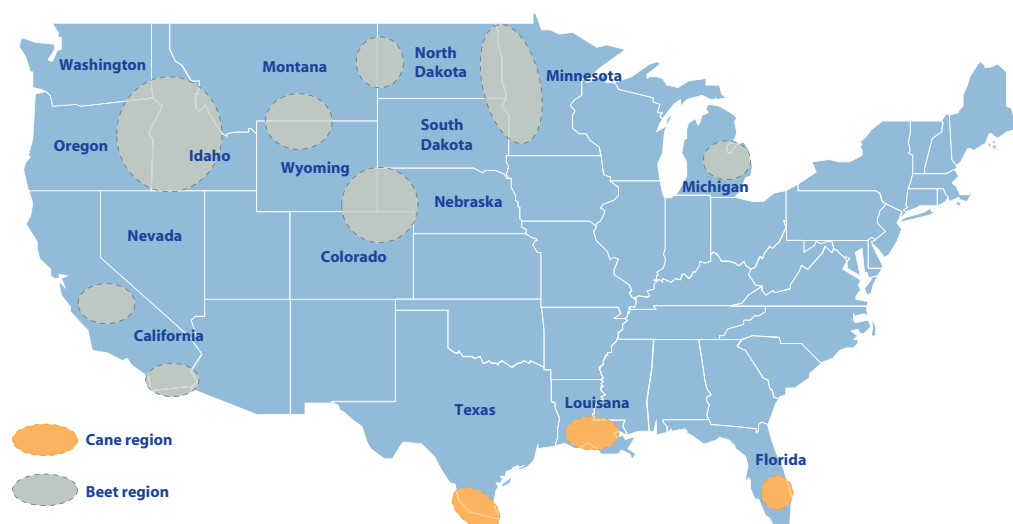 Washington
Montana
North
Dakota
Minnesota
Oregon
Idaho
South
Dakota
Wyoming
Michigan
Nebraska
Nevada
Colorado
California
Texas
Louisana
Cane region
Florida
Beet region